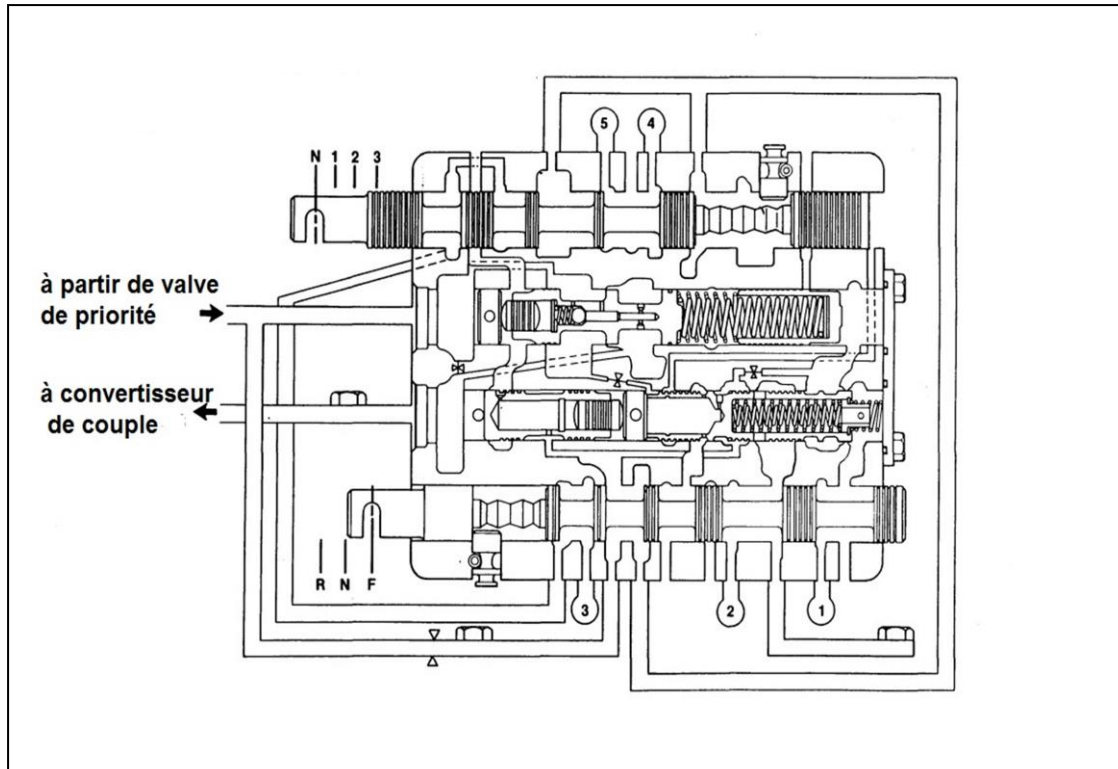 5 4
N 1 2 3
à partir de valve
de priorité
à convertisseur
de couple
R N F
3 2 1